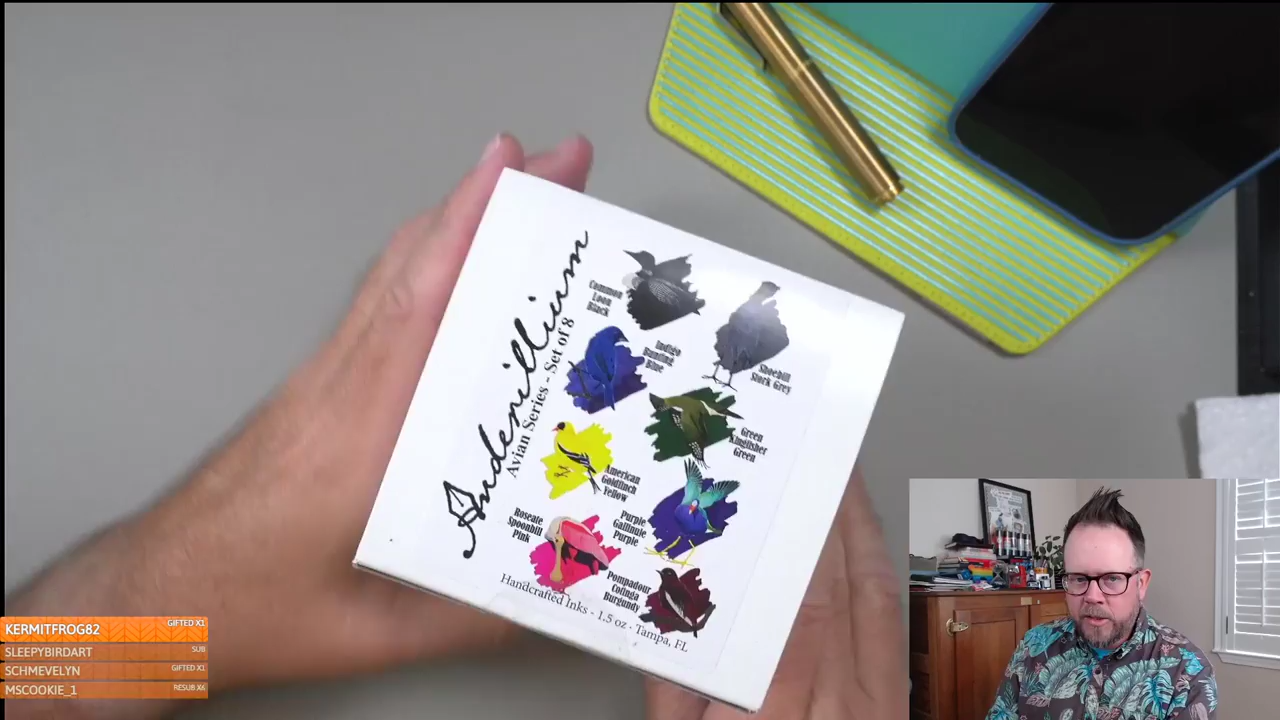 Anderillium
Avian Series - Set of 8
Common
Loon
Black
Shoebill
Stork Grey
Indigo
Bunting
Blue
Green
Kingfisher
Green
American
Goldfinch
Yellow
Purple
Gallinule
Purple
Roseate
Spoonbill
Pink
Pompadour
Cotinga
Burgundy
Handcrafted Inks - 1.5 oz - Tampa, FL
KERMITFROG82 GIFTED X1
SLEEPYBIRDART SUB
SCHMEVELYN GIFTED X1
MSCOOKIE_1 RESUB X6